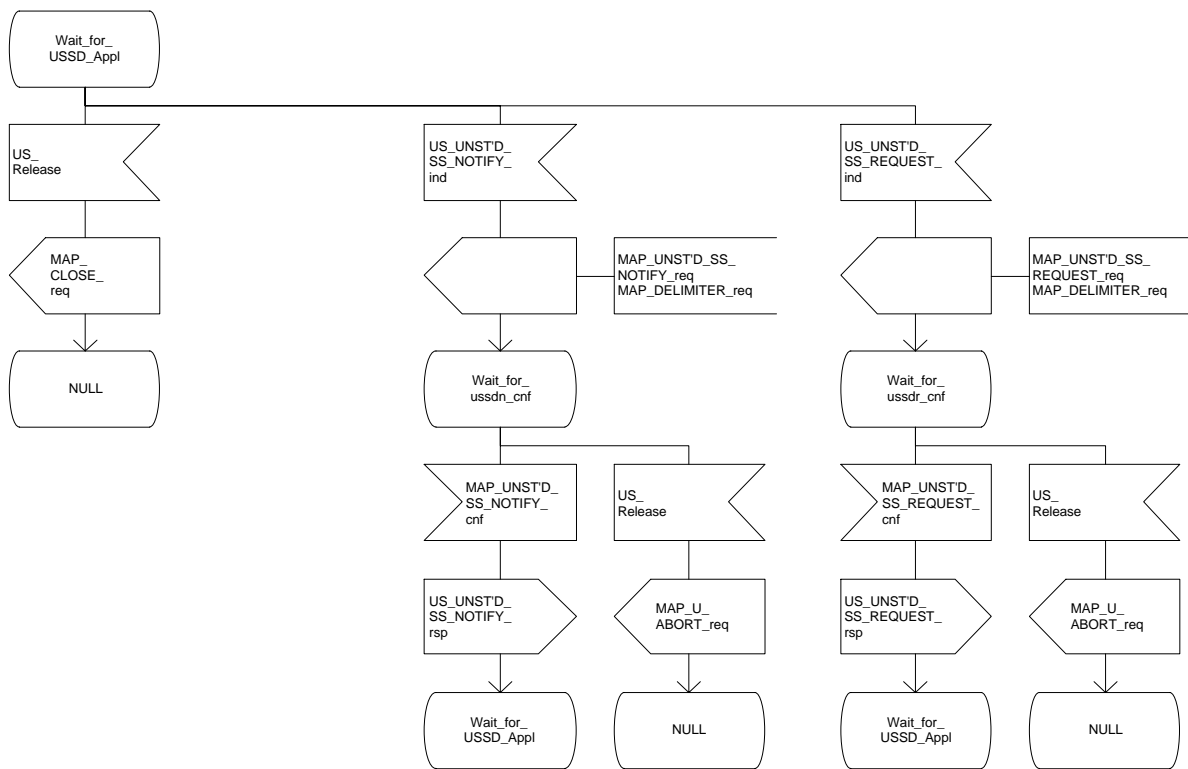 Wait_for_
USSD_Appl
US_
Release
US_UNST'D_
SS_NOTIFY_
ind
US_UNST'D_
SS_REQUEST_
ind
MAP_
CLOSE_
req
MAP_UNST'D_SS_
NOTIFY_req
MAP_DELIMITER_req
MAP_UNST'D_SS_
REQUEST_req
MAP_DELIMITER_req
NULL
Wait_for_
ussdn_cnf
Wait_for_
ussdr_cnf
MAP_UNST'D_
SS_NOTIFY_
cnf
US_
Release
MAP_UNST'D_
SS_REQUEST_
cnf
US_
Release
US_UNST'D_
SS_NOTIFY_
rsp
MAP_U_
ABORT_req
US_UNST'D_
SS_REQUEST_
rsp
MAP_U_
ABORT_req
Wait_for_
USSD_Appl
NULL
Wait_for_
USSD_Appl
NULL